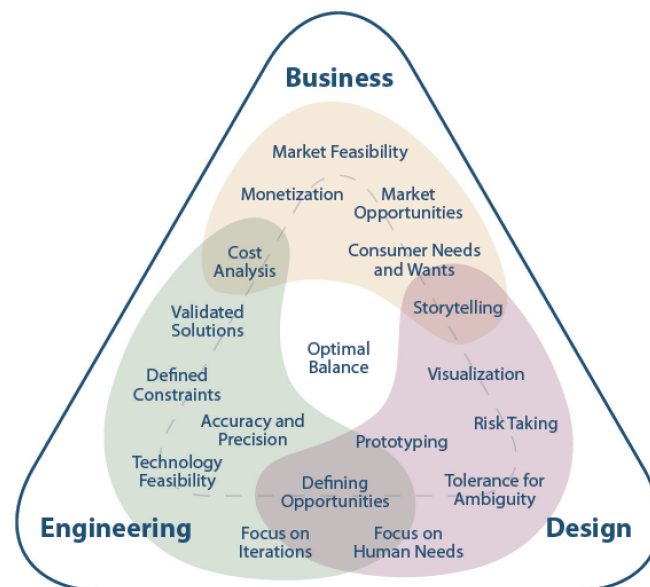 Business
Market Feasibility
Monetization
Market
Opportunities
Cost
Analysis
Consumer Needs
and Wants
Storytelling
Validated
Solutions
Optimal
Balance
Defined
Constraints
Visualization
Accuracy and
Precision
Risk Taking
Prototyping
Technology
Feasibility
Defining
Opportunities
Tolerance for
Ambiguity
Engineering
Focus on
Iterations
Focus on
Human Needs
Design